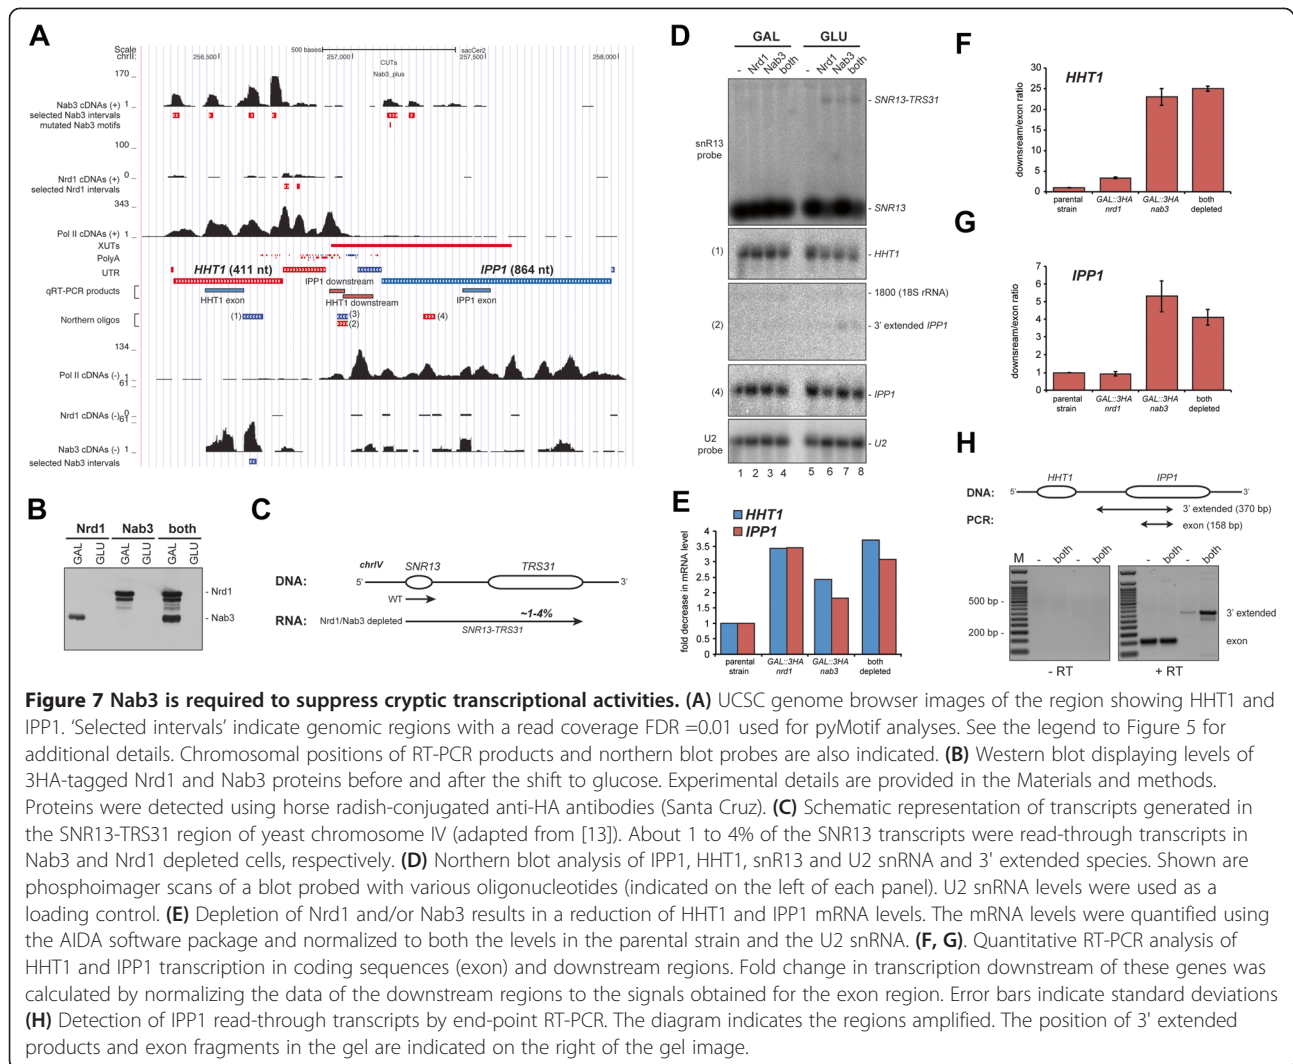 A
Scale
chrII:
500 bases
sacCer2
256,500
257,000
257,500
258,000
CUTs
Nab3_plus
170
Nab3 cDNAs (+)
1
selected Nab3 intervals
mutated Nab3 motifs
100
Nrd1 cDNAs (+)
0
selected Nrd1 intervals
343
Pol II cDNAs (+)
1
XUTs
PolyA
UTR
HHT1 (411 nt)
IPP1 (864 nt)
qRT-PCR products
IPP1 downstream
HHT1 exon
HHT1 downstream
IPP1 exon
Northern oligos
(1)
(3)
(2)
(4)
134
Pol II cDNAs (-)
1
61
Nrd1 cDNAs (-)
0
61
Nab3 cDNAs (-)
1
selected Nab3 intervals
B
Nrd1 Nab3 both
GAL GLU GAL GLU GAL GLU
- Nrd1
- Nab3
C
chrIV
SNR13
TRS31
DNA: 5' 3'
WT
~1-4%
RNA: Nrd1/Nab3 depleted
SNR13-TRS31
D
GAL GLU
- Nrd1 Nab3 both - Nrd1 Nab3 both
- SNR13-TRS31
snR13
probe
- SNR13
(1)
- HHT1
- 1800 (18S rRNA)
(2)
- 3' extended IPP1
(4)
- IPP1
U2
probe
- U2
1 2 3 4 5 6 7 8
E
HHT1
IPP1
fold decrease in mRNA level
4
3.5
3
2.5
2
1.5
1
0.5
0
parental strain
GAL::3HA nrd1
GAL::3HA nab3
both depleted
F
HHT1
downsream/exon ratio
30
25
20
15
10
5
0
parental strain
GAL::3HA nrd1
GAL::3HA nab3
both depleted
G
IPP1
downstream/exon ratio
7
6
5
4
3
2
1
0
parental strain
GAL::3HA nrd1
GAL::3HA nab3
both depleted
H
HHT1
IPP1
DNA: 5' 3'
PCR:
3' extended (370 bp)
exon (158 bp)
M - both - both - both - both
500 bp -
200 bp -
3' extended
exon
- RT
+ RT
Figure 7 Nab3 is required to suppress cryptic transcriptional activities. (A) UCSC genome browser images of the region showing HHT1 and
IPP1. ‘Selected intervals’ indicate genomic regions with a read coverage FDR =0.01 used for pyMotif analyses. See the legend to Figure 5 for
additional details. Chromosomal positions of RT-PCR products and northern blot probes are also indicated. (B) Western blot displaying levels of
3HA-tagged Nrd1 and Nab3 proteins before and after the shift to glucose. Experimental details are provided in the Materials and methods.
Proteins were detected using horse radish-conjugated anti-HA antibodies (Santa Cruz). (C) Schematic representation of transcripts generated in
the SNR13-TRS31 region of yeast chromosome IV (adapted from [13]). About 1 to 4% of the SNR13 transcripts were read-through transcripts in
Nab3 and Nrd1 depleted cells, respectively. (D) Northern blot analysis of IPP1, HHT1, snR13 and U2 snRNA and 3' extended species. Shown are
phosphoimager scans of a blot probed with various oligonucleotides (indicated on the left of each panel). U2 snRNA levels were used as a
loading control. (E) Depletion of Nrd1 and/or Nab3 results in a reduction of HHT1 and IPP1 mRNA levels. The mRNA levels were quantified using
the AIDA software package and normalized to both the levels in the parental strain and the U2 snRNA. (F, G). Quantitative RT-PCR analysis of
HHT1 and IPP1 transcription in coding sequences (exon) and downstream regions. Fold change in transcription downstream of these genes was
calculated by normalizing the data of the downstream regions to the signals obtained for the exon region. Error bars indicate standard deviations
(H) Detection of IPP1 read-through transcripts by end-point RT-PCR. The diagram indicates the regions amplified. The position of 3' extended
products and exon fragments in the gel are indicated on the right of the gel image.